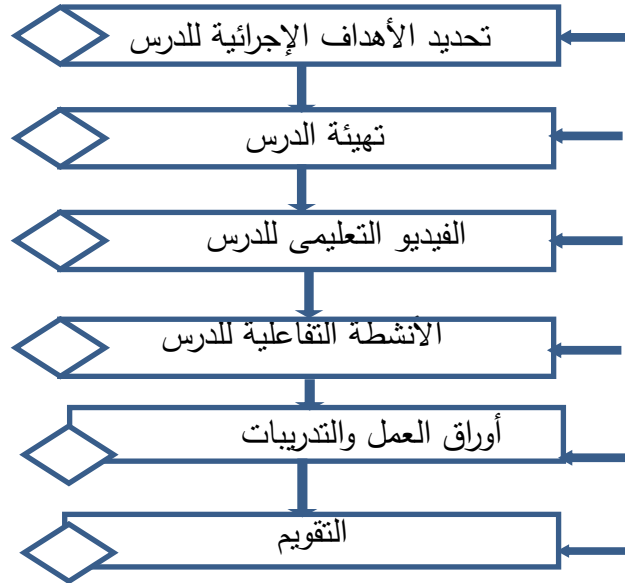 تحديد الأهداف الإجرائية للدرس
تهيئة الدرس
الفيديو التعليمى للدرس
الأنشطة التفاعلية للدرس
أوراق العمل والتدريبات
التقويم